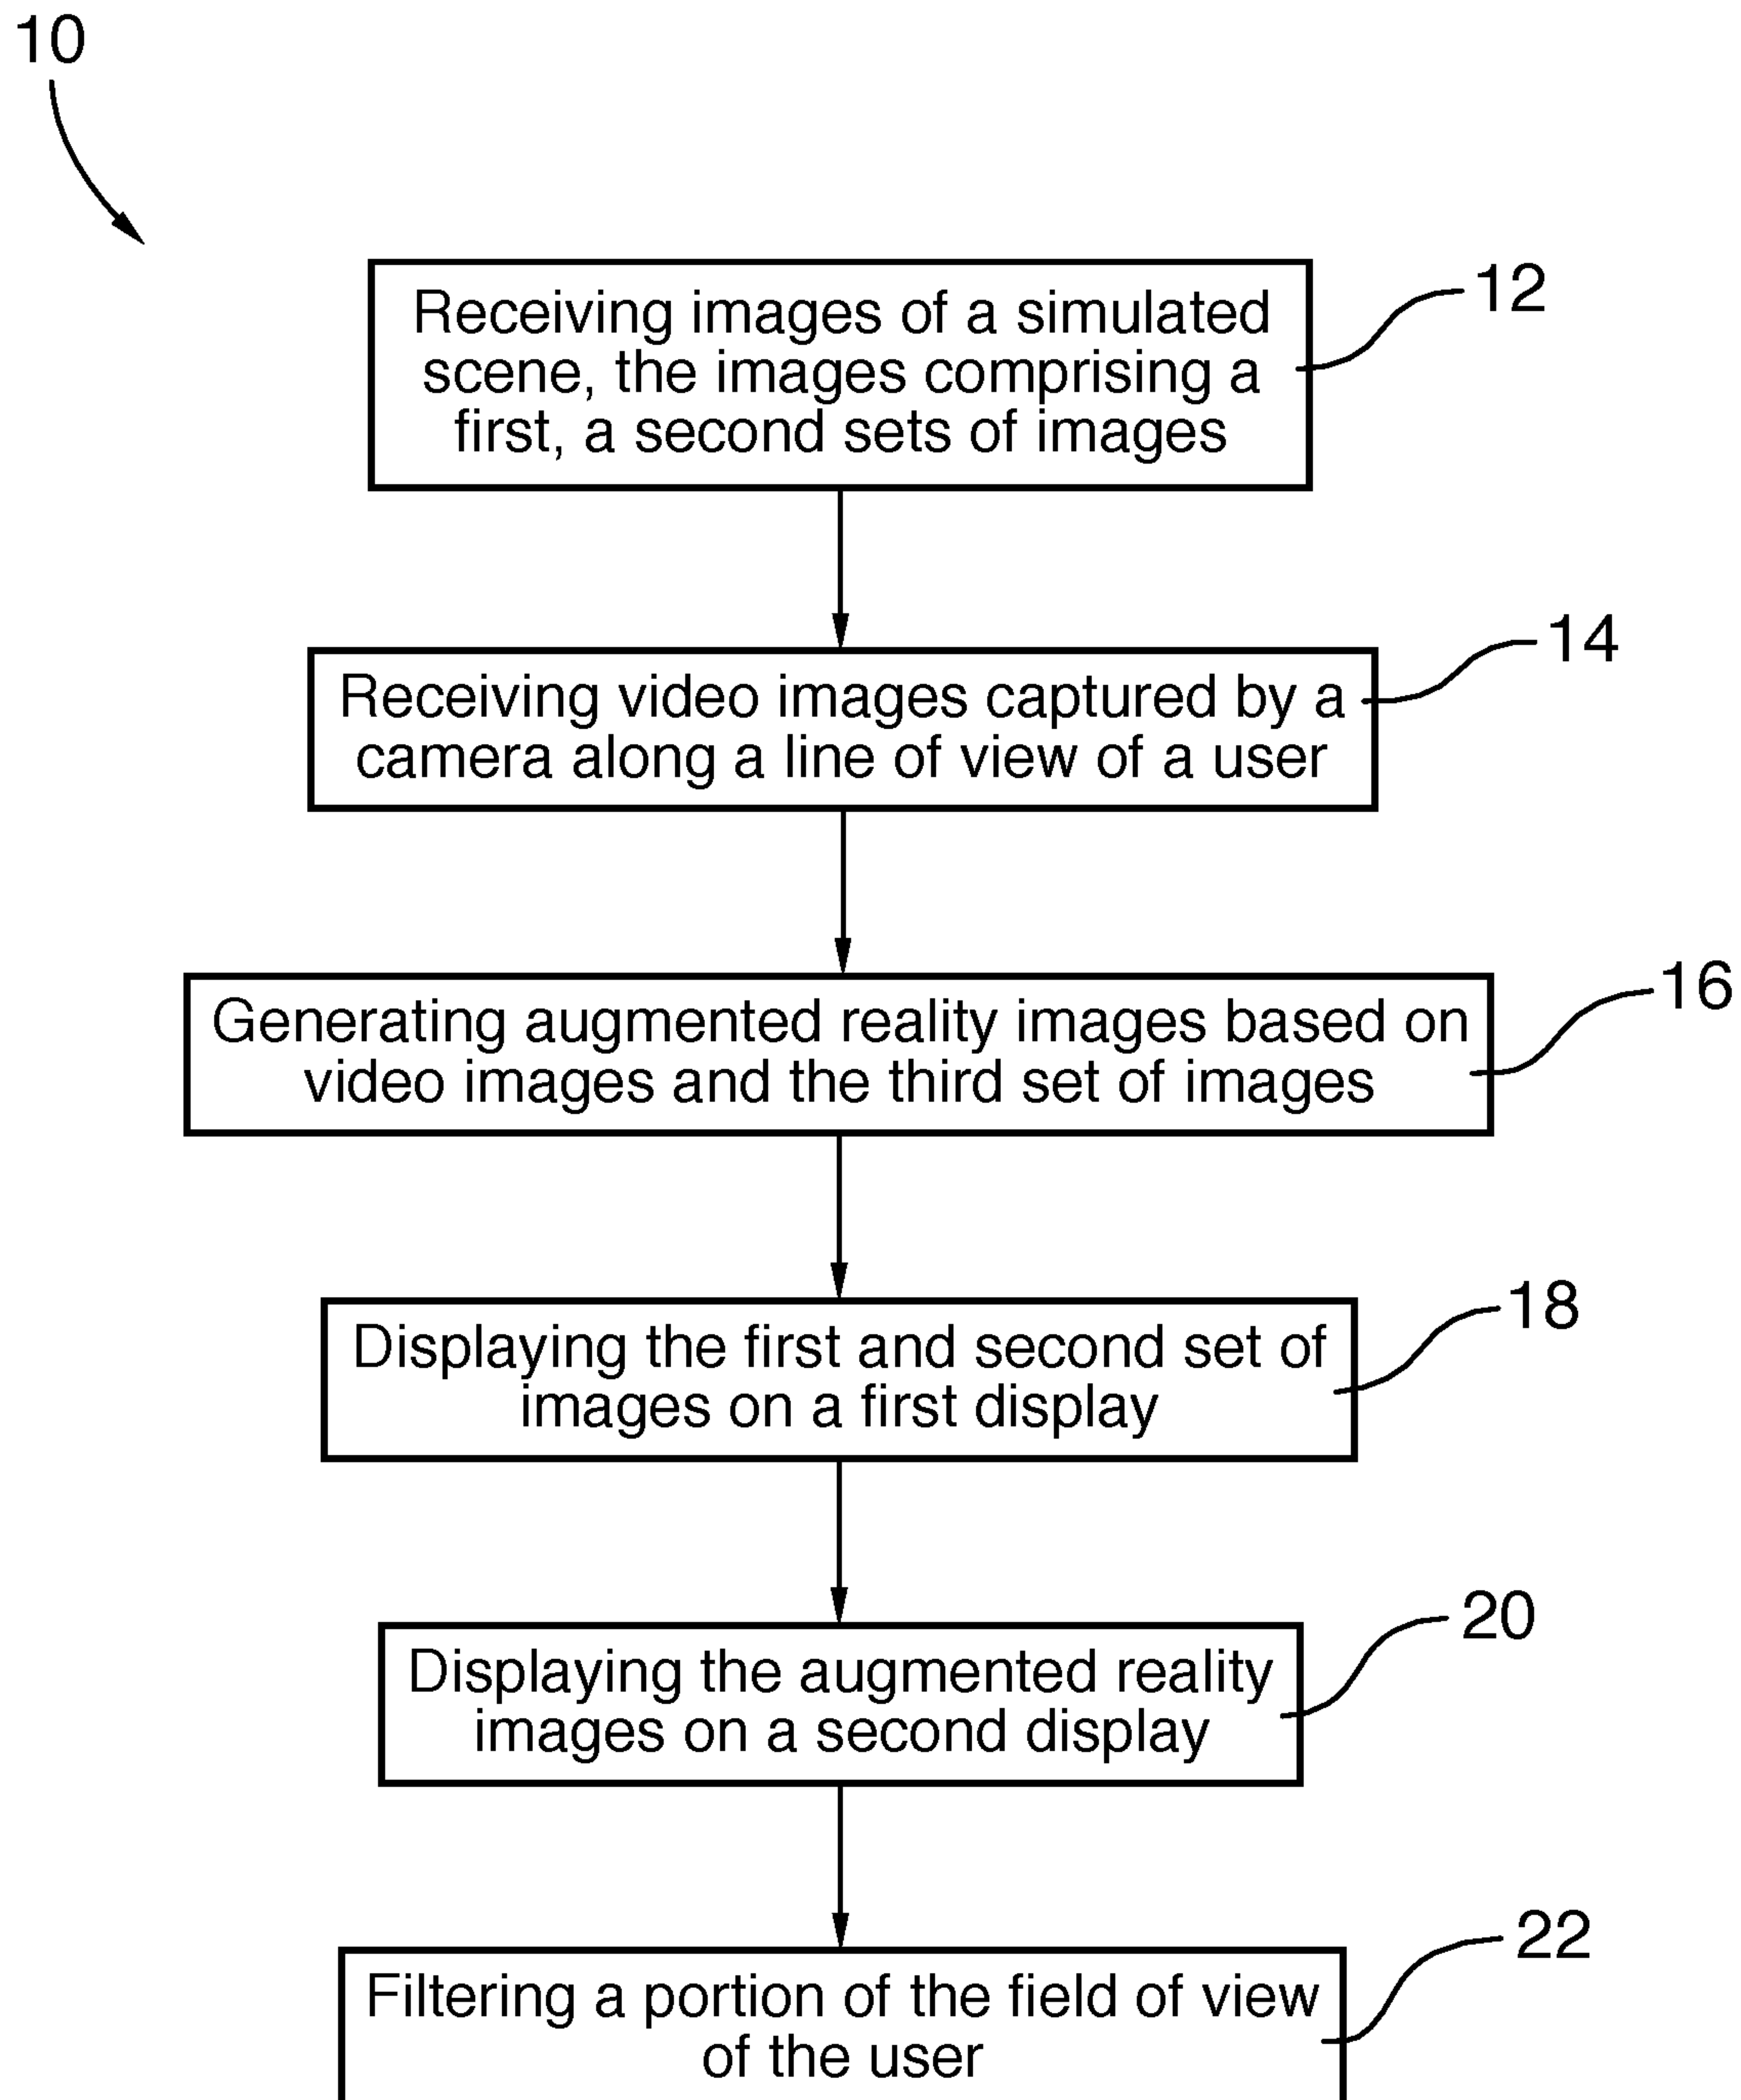 10
Receiving images of a simulated
scene, the images comprising a
first, a second sets of images
12
Receiving video images captured by a
camera along a line of view of a user
14
Generating augmented reality images based on
video images and the third set of images
16
Displaying the first and second set of
images on a first display
18
Displaying the augmented reality
images on a second display
20
Filtering a portion of the field of view
of the user
22